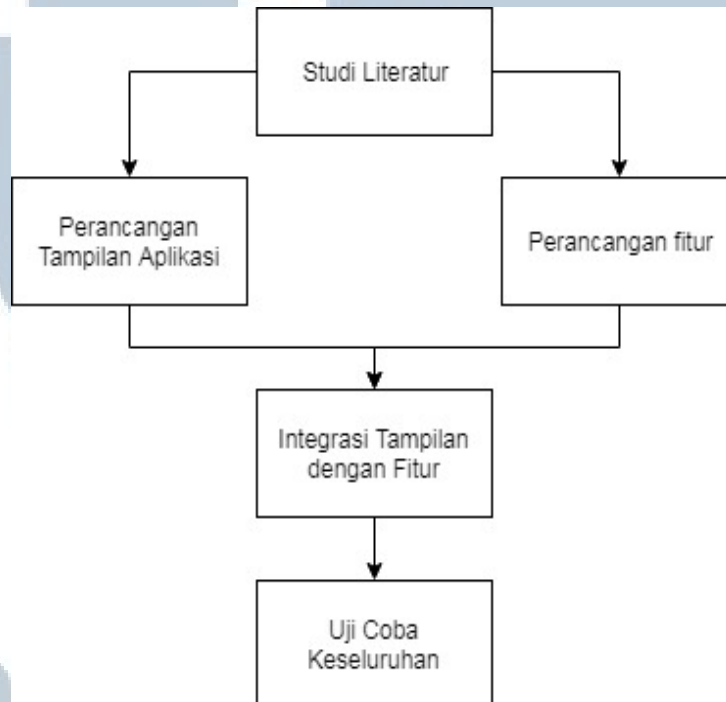 Studi Literatur
Perancangan
Tampilan Aplikasi
Perancangan fitur
Integrasi Tampilan
dengan Fitur
Uji Coba
Keseluruhan